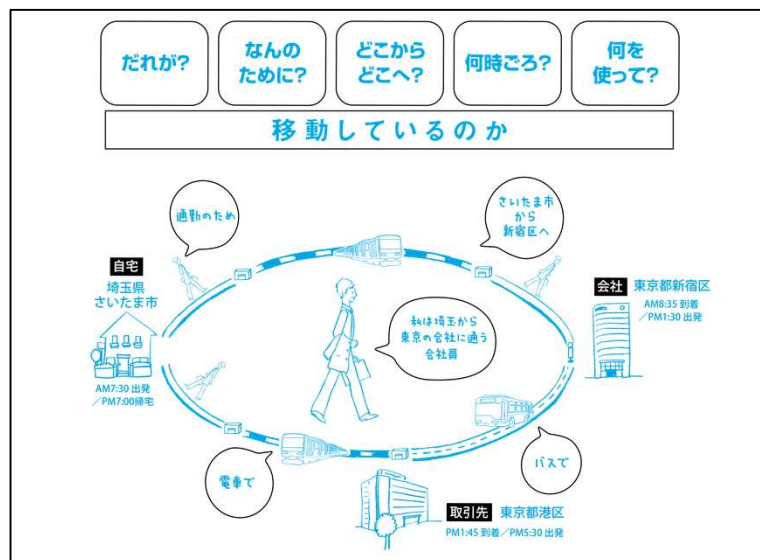 だれが?
なんの
ために?
どこから
どこへ?
何時ごろ?
何を
使って?
移動しているのか
通勤のため
さいたま市
から
新宿区へ
自宅
埼玉県
さいたま市
AM7:30 出発
／PM7:00帰宅
私は埼玉から
東京の会社に通う
会社員
会社 東京都新宿区
AM8:35 到着
／PM1:30 出発
電車で
バスで
取引先 東京都港区
PM1:45 到着／PM5:30 出発